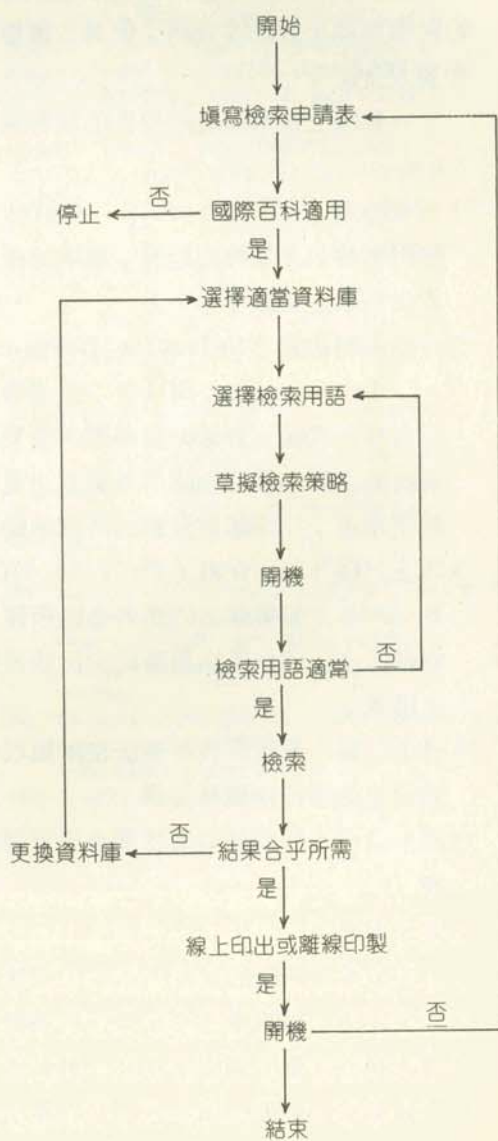 開始
填寫檢索申請表
否
停止
國際百科適用
是
選擇適當資料庫
選擇檢索用語
草擬檢索策略
開機
否
檢索用語適當
是
檢索
否
更換資料庫
結果合乎所需
是
線上印出或離線印製
是
否
開機
結束